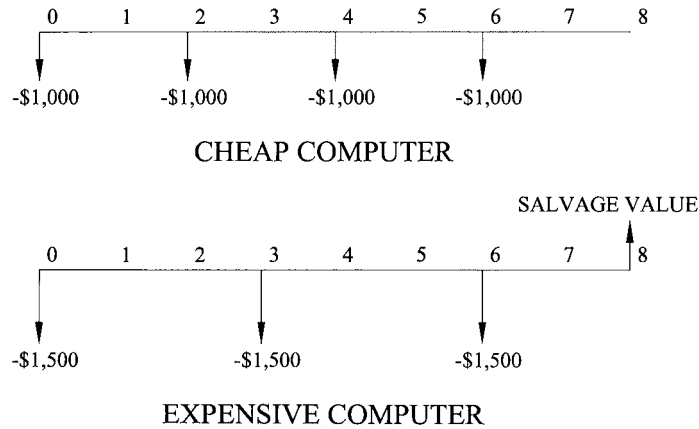 0 1 2 3 4 5 6 7 8
-$1,000 -$1,000 -$1,000 -$1,000
CHEAP COMPUTER
SALVAGE VALUE
0 1 2 3 4 5 6 7 8
-$1,500 -$1,500 -$1,500
EXPENSIVE COMPUTER